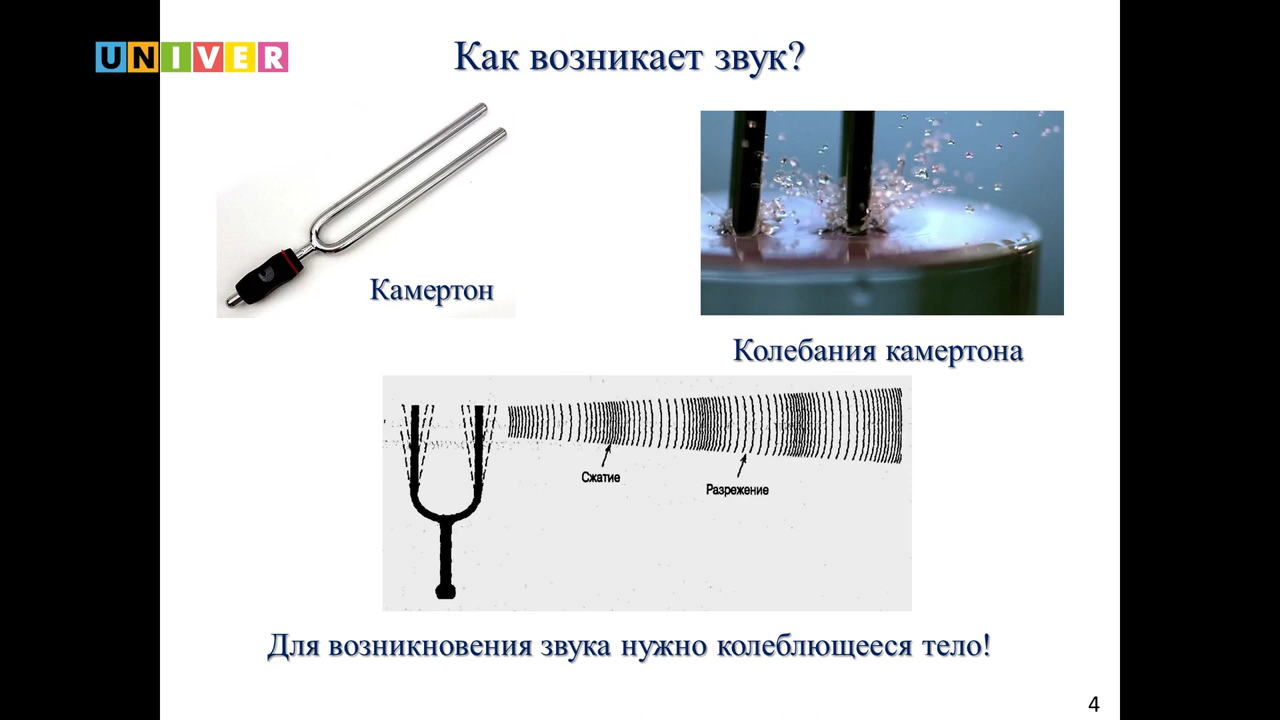 UNIVER
Как возникает звук?
Камертон
Колебания камертона
Сжатие
Разрежение
Для возникновения звука нужно колеблющееся тело!
4